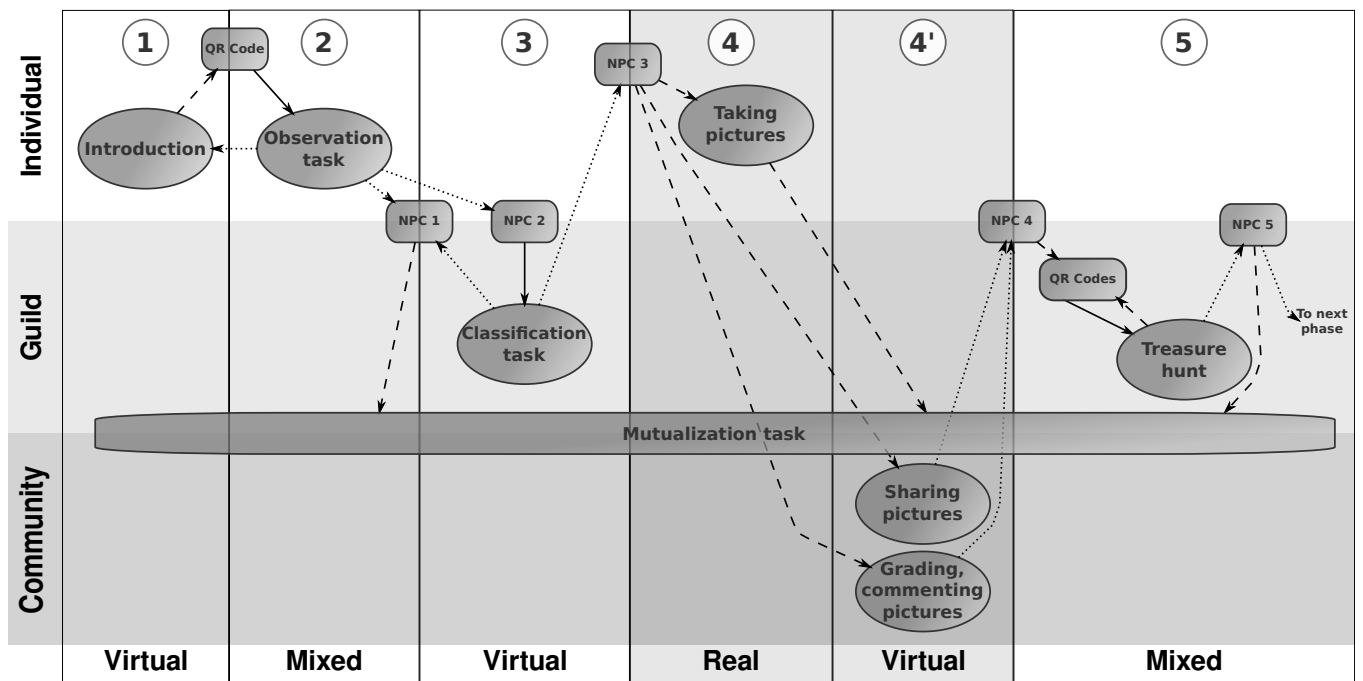 1
2
3
4
4'
5
Individual
Guild
Community
QR Code
NPC 3
Introduction
Observation
task
Taking
pictures
NPC 1
NPC 2
NPC 4
NPC 5
QR Codes
Classification
task
To next
phase
Treasure
hunt
Mutualization task
Sharing
pictures
Grading,
commenting
pictures
Virtual
Mixed
Virtual
Real
Virtual
Mixed